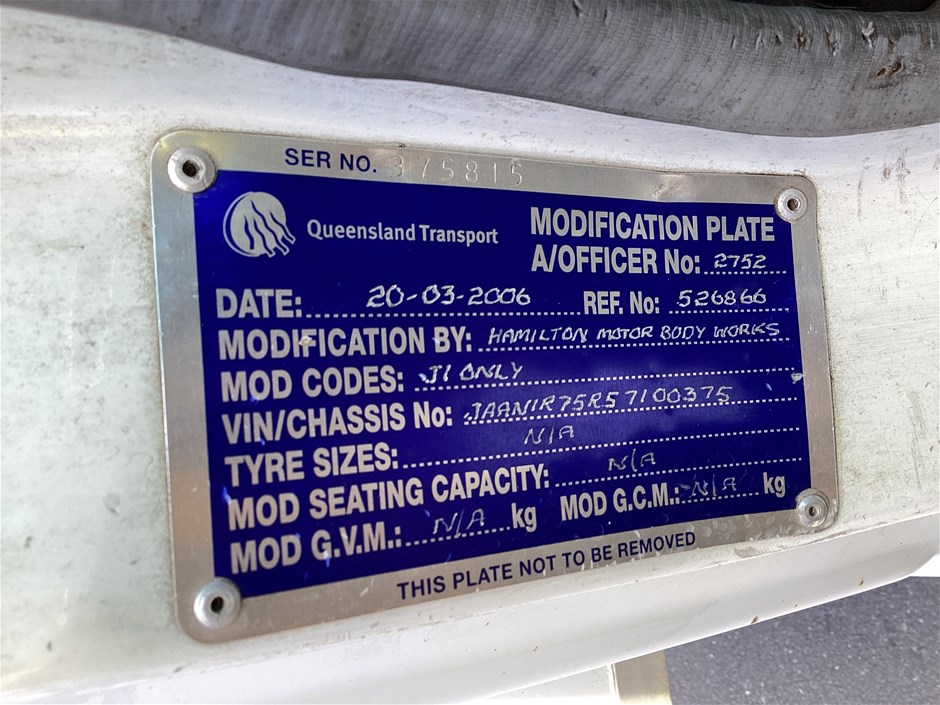 SER NO. 375815
Queensland Transport
MODIFICATION PLATE
A/OFFICER No: 2752
DATE: 20-03-2006 REF. No: 526866
MODIFICATION BY: HAMILTON MOTOR BODY WORKS
MOD CODES: J1 ONLY
VIN/CHASSIS No: JAAN1R75R57100375
TYRE SIZES: N/A
MOD SEATING CAPACITY: N/A
MOD G.V.M.: N/A kg MOD G.C.M.: N/A kg
THIS PLATE NOT TO BE REMOVED